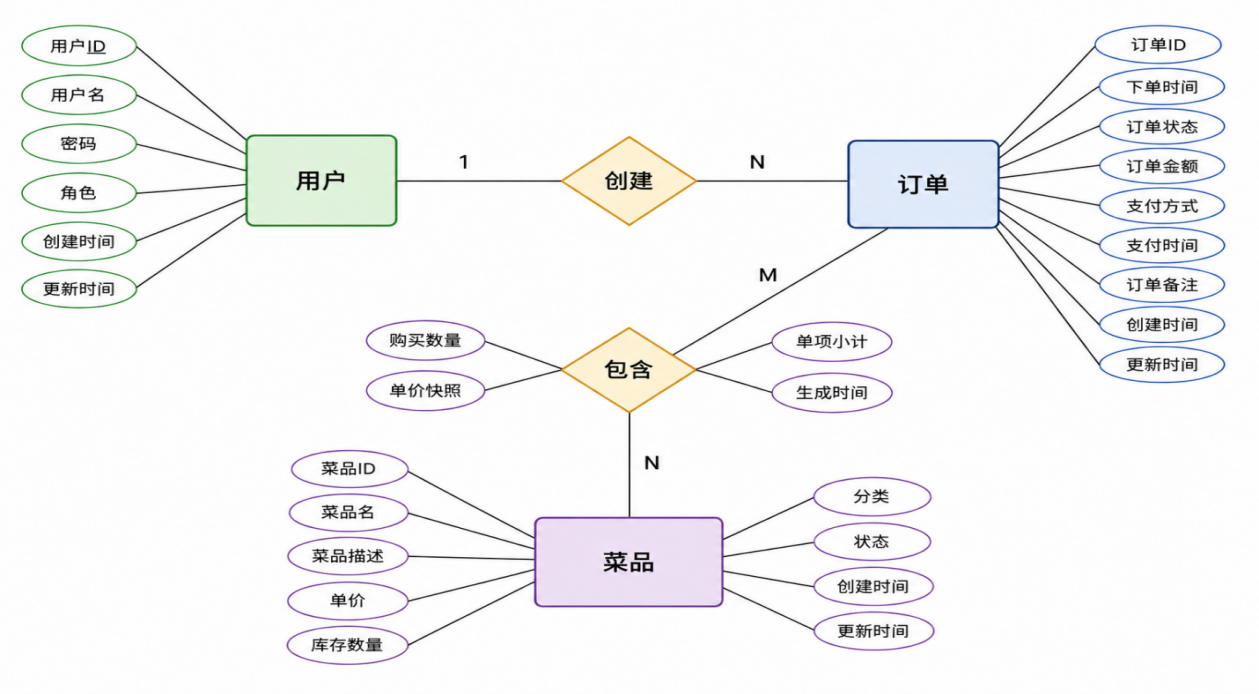 用户ID
用户名
密码
角色
创建时间
更新时间
用户
1
创建
N
订单
订单ID
下单时间
订单状态
订单金额
支付方式
支付时间
订单备注
创建时间
更新时间
M
购买数量
单价快照
包含
单项小计
生成时间
N
菜品ID
菜品名
菜品描述
单价
库存数量
菜品
分类
状态
创建时间
更新时间